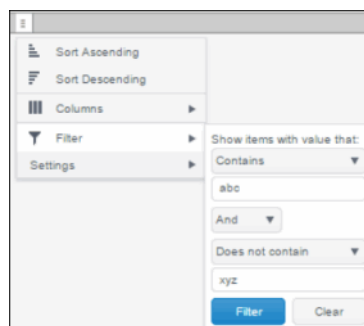 Sort Ascending
Sort Descending
Columns
Filter
Settings
Show items with value that:
Contains
abc
And
Does not contain
xyz
Filter
Clear